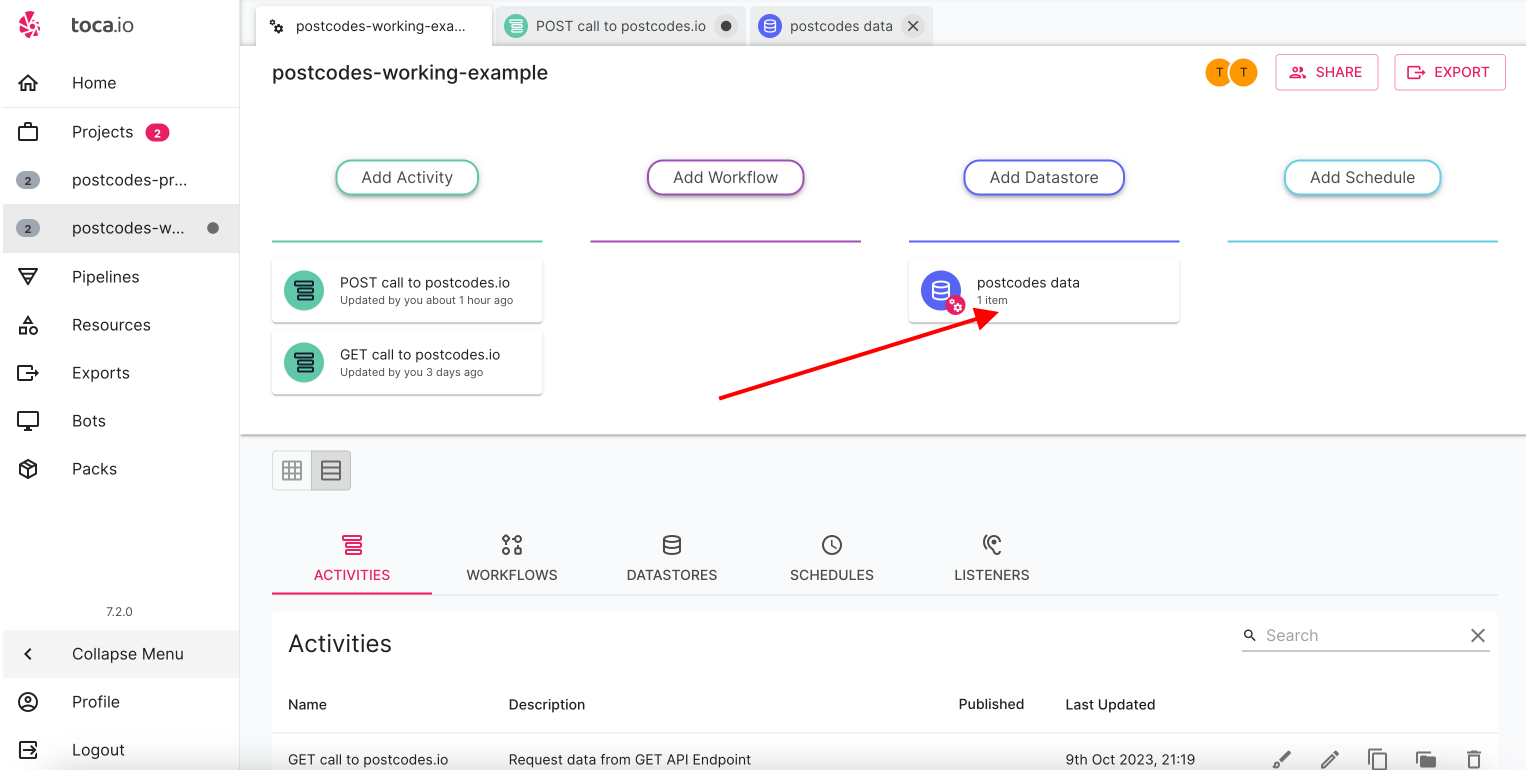 toca.io
Home
Projects 2
2 postcodes-pr...
2 postcodes-w...
Pipelines
Resources
Exports
Bots
Packs
7.2.0
Collapse Menu
Profile
Logout
postcodes-working-exa...
POST call to postcodes.io
postcodes data
postcodes-working-example
T T SHARE EXPORT
Add Activity
Add Workflow
Add Datastore
Add Schedule
POST call to postcodes.io
Updated by you about 1 hour ago
GET call to postcodes.io
Updated by you 3 days ago
postcodes data
1 item
ACTIVITIES
WORKFLOWS
DATASTORES
SCHEDULES
LISTENERS
Activities
Search
Name Description Published Last Updated
GET call to postcodes.io Request data from GET API Endpoint 9th Oct 2023, 21:19